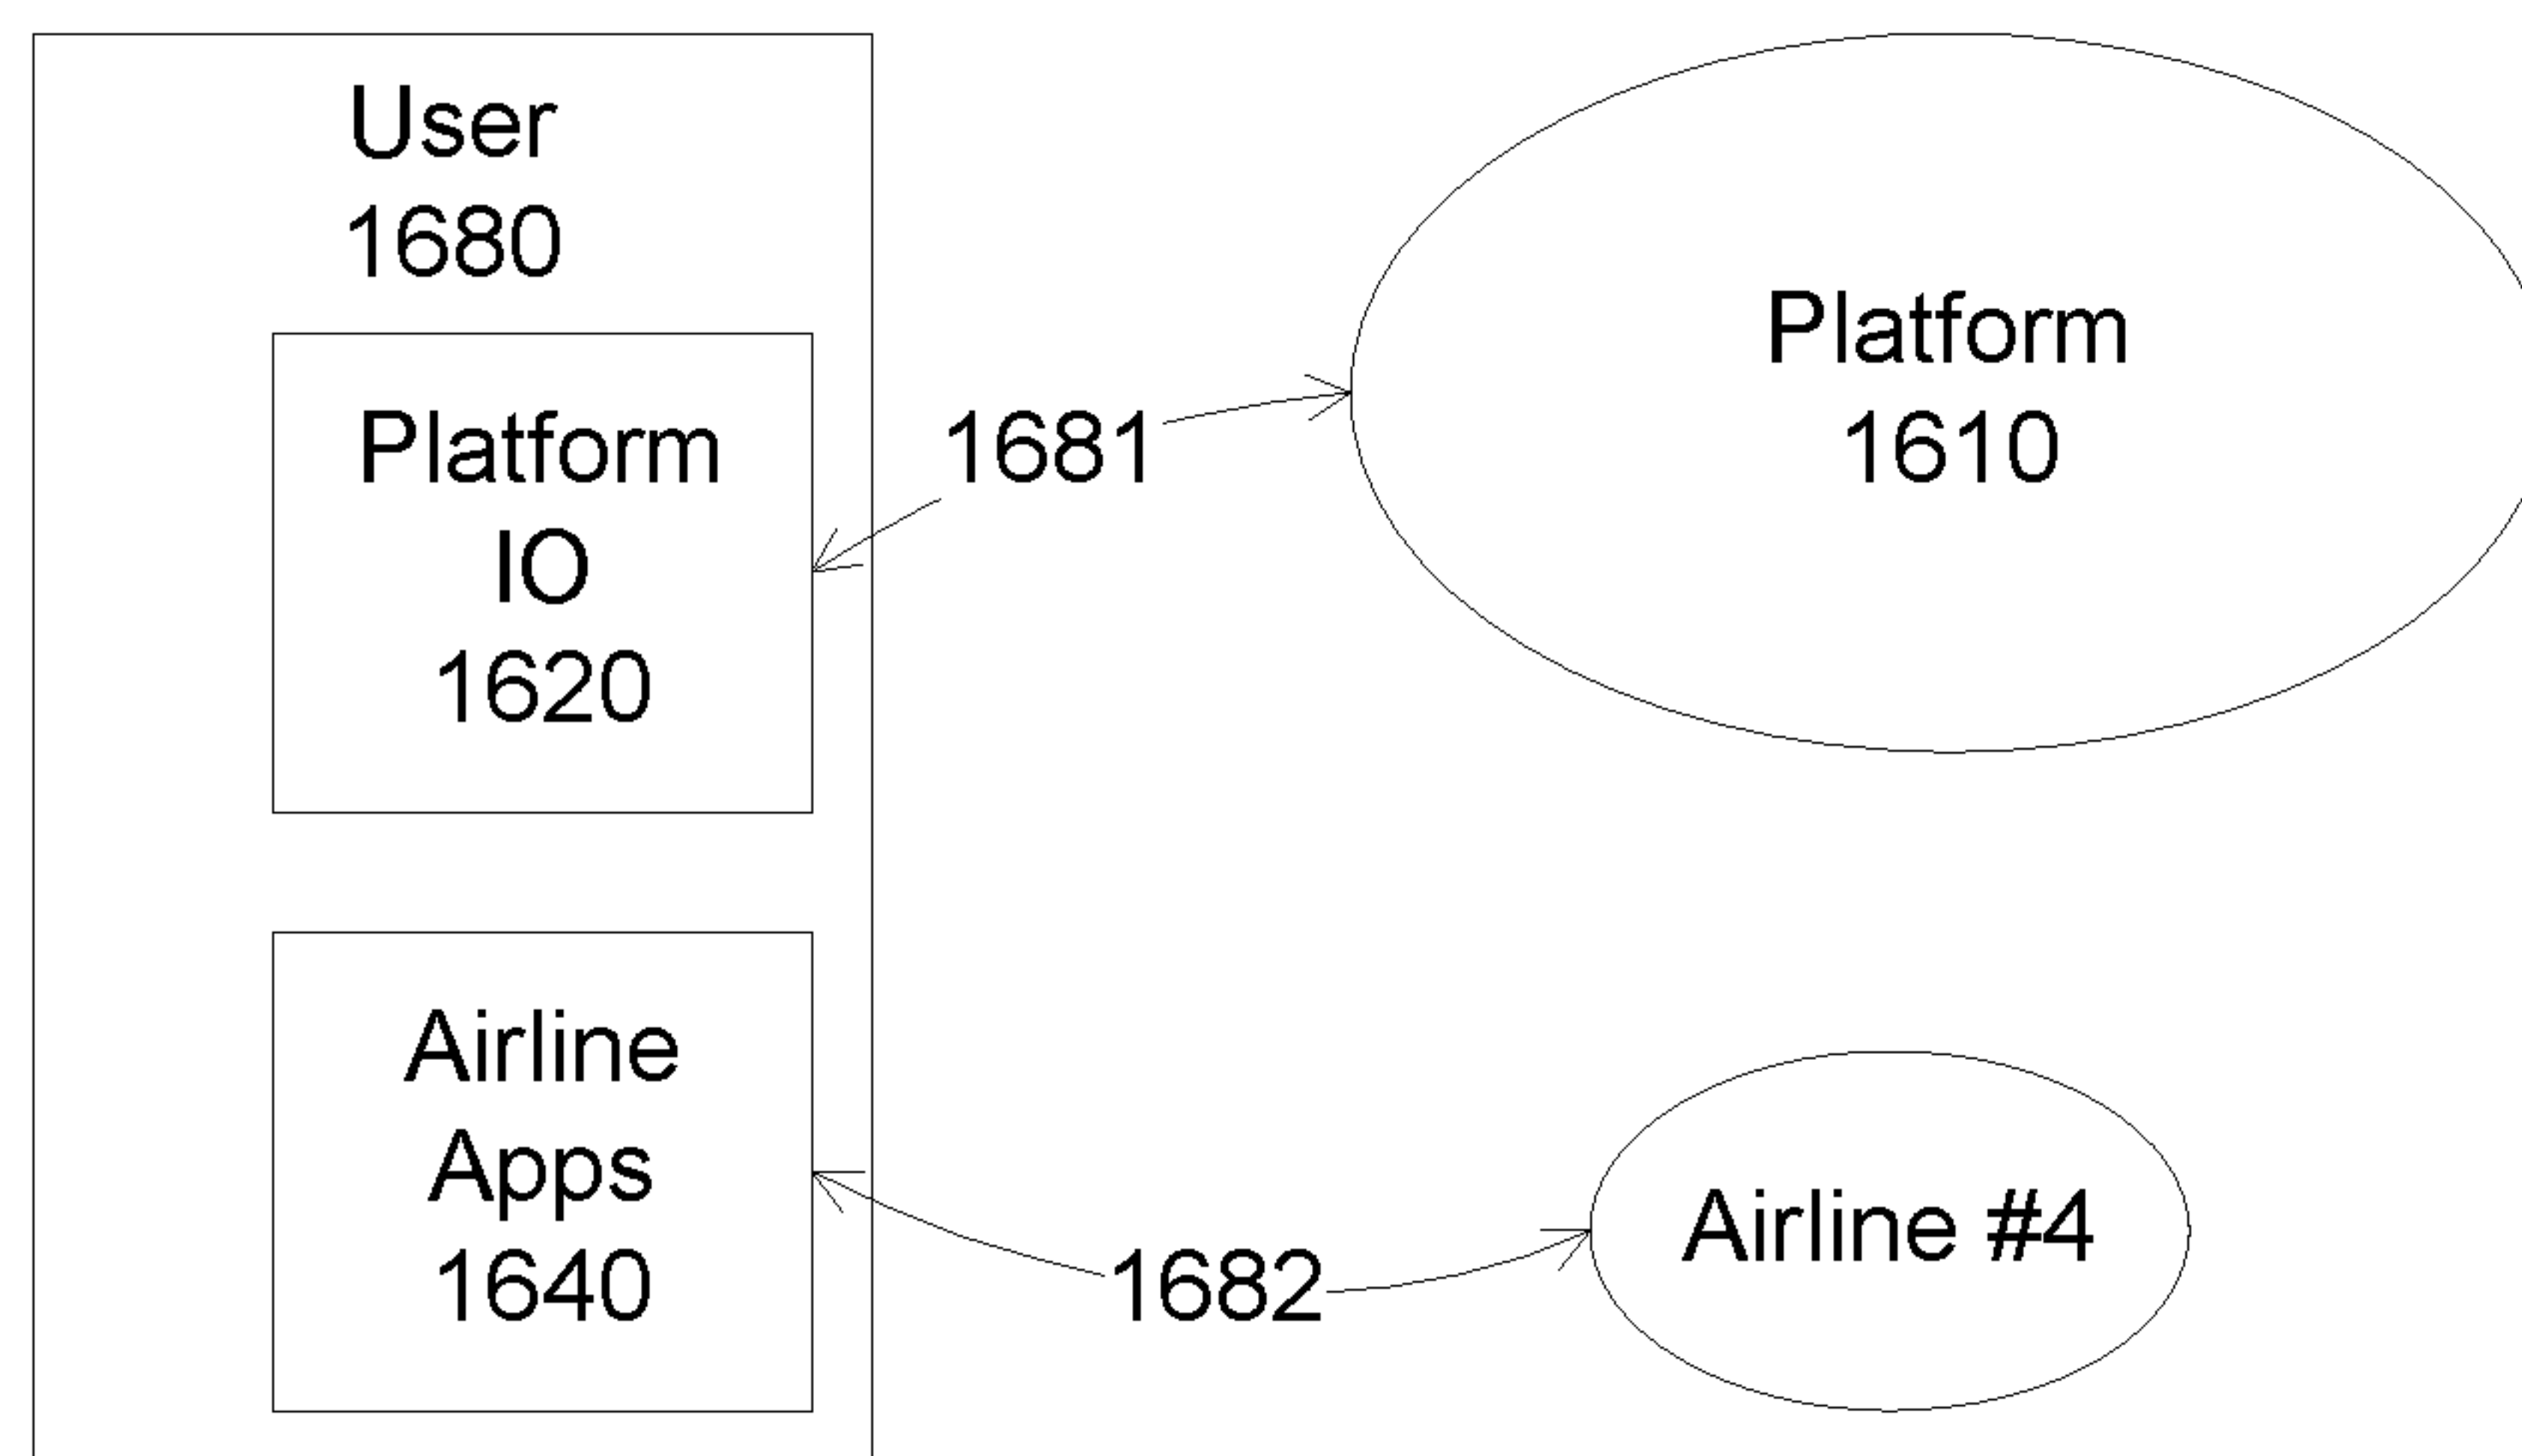 User
1680
Platform
IO
1620
1681
Platform
1610
Airline
Apps
1640
1682
Airline #4